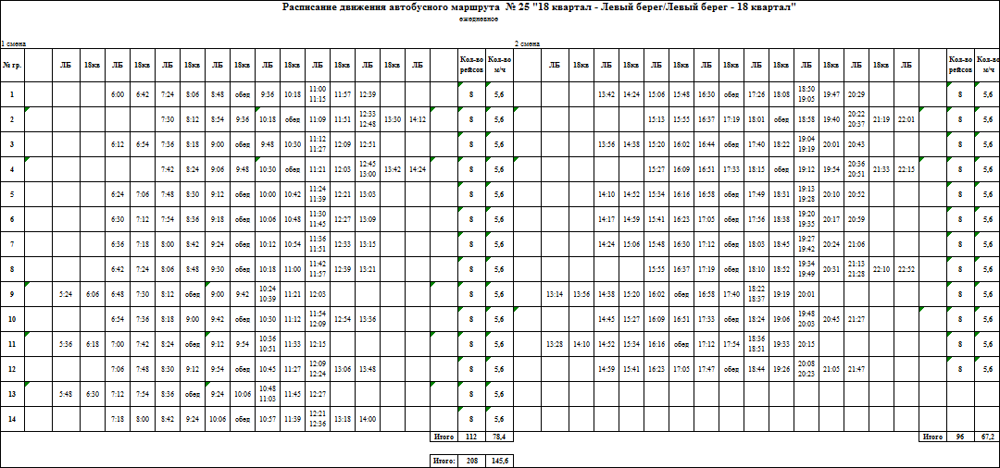 Расписание движения автобусного маршрута № 25 "18 квартал - Левый берег/Левый берег - 18 квартал"
ежедневное
1 смена 2 смена
№ гр. ЛБ 18кв ЛБ 18кв ЛБ 18кв ЛБ 18кв ЛБ 18кв ЛБ ЛБ 18кв ЛБ Кол-во рейсов Кол-во м/ч ЛБ 18кв ЛБ 18кв ЛБ 18кв ЛБ 18кв ЛБ 18кв ЛБ ЛБ 18кв ЛБ Кол-во рейсов Кол-во м/ч
1 6:00 6:42 7:24 8:06 8:48 обед 9:36 10:18 11:00 11:15 11:57 12:39 8 5,6 13:42 14:24 15:06 15:48 16:30 обед 17:26 18:08 18:50 19:05 19:47 20:29 8 5,6
2 7:30 8:12 8:54 9:36 10:18 обед 11:09 11:51 12:33 12:48 13:30 14:12 8 5,6 15:13 15:55 16:37 17:19 18:01 обед 18:58 19:40 20:22 20:37 21:19 22:01 8 5,6
3 6:12 6:54 7:36 8:18 9:00 обед 9:48 10:30 11:12 11:27 12:09 12:51 8 5,6 13:56 14:38 15:20 16:02 16:44 обед 17:40 18:22 19:04 19:19 20:01 20:43 8 5,6
4 7:42 8:24 9:06 9:48 10:30 обед 11:21 12:03 12:45 13:00 13:42 14:24 8 5,6 15:27 16:09 16:51 17:33 18:15 обед 19:12 19:54 20:36 20:51 21:33 22:15 8 5,6
5 6:24 7:06 7:48 8:30 9:12 обед 10:00 10:42 11:24 11:39 12:21 13:03 8 5,6 14:10 14:52 15:34 16:16 16:58 обед 17:49 18:31 19:13 19:28 20:10 20:52 8 5,6
6 6:30 7:12 7:54 8:36 9:18 обед 10:06 10:48 11:30 11:45 12:27 13:09 8 5,6 14:17 14:59 15:41 16:23 17:05 обед 17:56 18:38 19:20 19:35 20:17 20:59 8 5,6
7 6:36 7:18 8:00 8:42 9:24 обед 10:12 10:54 11:36 11:51 12:33 13:15 8 5,6 14:24 15:06 15:48 16:30 17:12 обед 18:03 18:45 19:27 19:42 20:24 21:06 8 5,6
8 6:42 7:24 8:06 8:48 9:30 обед 10:18 11:00 11:42 11:57 12:39 13:21 8 5,6 15:55 16:37 17:19 обед 18:10 18:52 19:34 19:49 20:31 21:13 21:28 22:10 22:52 8 5,6
9 5:24 6:06 6:48 7:30 8:12 обед 9:00 9:42 10:24 10:39 11:21 12:03 8 5,6 13:14 13:56 14:38 15:20 16:02 обед 16:58 17:40 18:22 18:37 19:19 20:01 8 5,6
10 6:54 7:36 8:18 9:00 9:42 обед 10:30 11:12 11:54 12:09 12:54 13:36 8 5,6 14:45 15:27 16:09 16:51 17:33 обед 18:24 19:06 19:48 20:03 20:45 21:27 8 5,6
11 5:36 6:18 7:00 7:42 8:24 обед 9:12 9:54 10:36 10:51 11:33 12:15 8 5,6 13:28 14:10 14:52 15:34 16:16 обед 17:12 17:54 18:36 18:51 19:33 20:15 8 5,6
12 7:06 7:48 8:30 9:12 9:54 обед 10:45 11:27 12:09 12:24 13:06 13:48 8 5,6 14:59 15:41 16:23 17:05 17:47 обед 18:44 19:26 20:08 20:23 21:05 21:47 8 5,6
13 5:48 6:30 7:12 7:54 8:36 обед 9:24 10:06 10:48 11:03 11:45 12:27 8 5,6
14 7:18 8:00 8:42 9:24 10:06 обед 10:57 11:39 12:21 12:36 13:18 14:00 8 5,6
Итого 112 78,4 Итого 96 67,2
Итого: 208 145,6